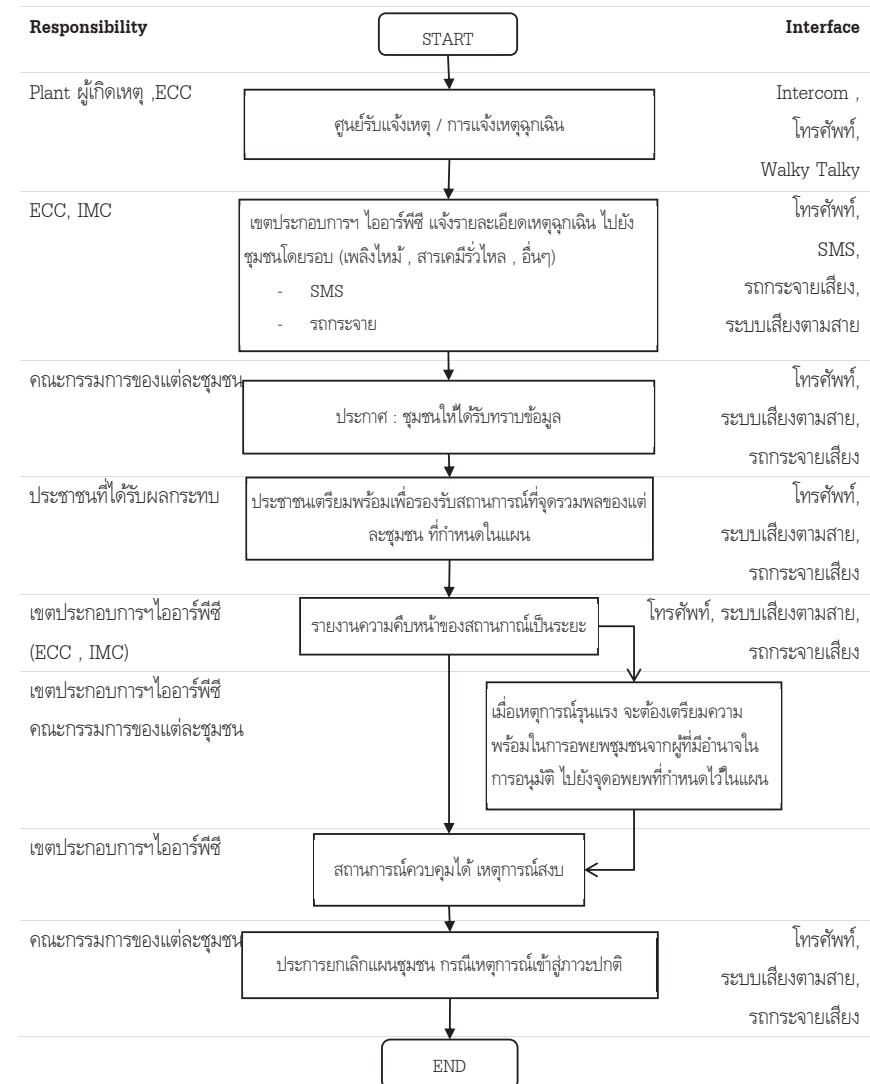 Responsibility
START
Interface
Plant ผู้เกิดเหตุ ,ECC
ศูนย์รับแจ้งเหตุ / การแจ้งเหตุฉุกเฉิน
Intercom ,
โทรศัพท์,
Walky Talky
ECC, IMC
เขตประกอบการฯ ไออาร์พีซี แจ้งรายละเอียดเหตุฉุกเฉิน ไปยัง
ชุมชนโดยรอบ (เพลิงไหม้ , สารเคมีรั่วไหล , อื่นๆ)
- SMS
- รถกระจาย
โทรศัพท์,
SMS,
รถกระจายเสียง,
ระบบเสียงตามสาย
คณะกรรมการของแต่ละชุมชน
ประกาศ : ชุมชนให้ได้รับทราบข้อมูล
โทรศัพท์,
ระบบเสียงตามสาย,
รถกระจายเสียง
ประชาชนที่ได้รับผลกระทบ
ประชาชนเตรียมพร้อมเพื่อรองรับสถานการณ์ที่จุดรวมพลของแต่
ละชุมชน ที่กำหนดในแผน
โทรศัพท์,
ระบบเสียงตามสาย,
รถกระจายเสียง
เขตประกอบการฯไออาร์พีซี
(ECC , IMC)
รายงานความคืบหน้าของสถานกาณ์เป็นระยะ
โทรศัพท์, ระบบเสียงตามสาย,
รถกระจายเสียง
เขตประกอบการฯไออาร์พีซี
คณะกรรมการของแต่ละชุมชน
เมื่อเหตุการณ์รุนแรง จะต้องเตรียมความ
พร้อมในการอพยพชุมชนจากผู้ที่มีอำนาจใน
การอนุมัติ ไปยังจุดอพยพที่กำหนดไว้ในแผน
เขตประกอบการฯไออาร์พีซี
สถานการณ์ควบคุมได้ เหตุการณ์สงบ
คณะกรรมการของแต่ละชุมชน
ประการยกเลิกแผนชุมชน กรณีเหตุการณ์เข้าสู่ภาวะปกติ
โทรศัพท์,
ระบบเสียงตามสาย,
รถกระจายเสียง
END